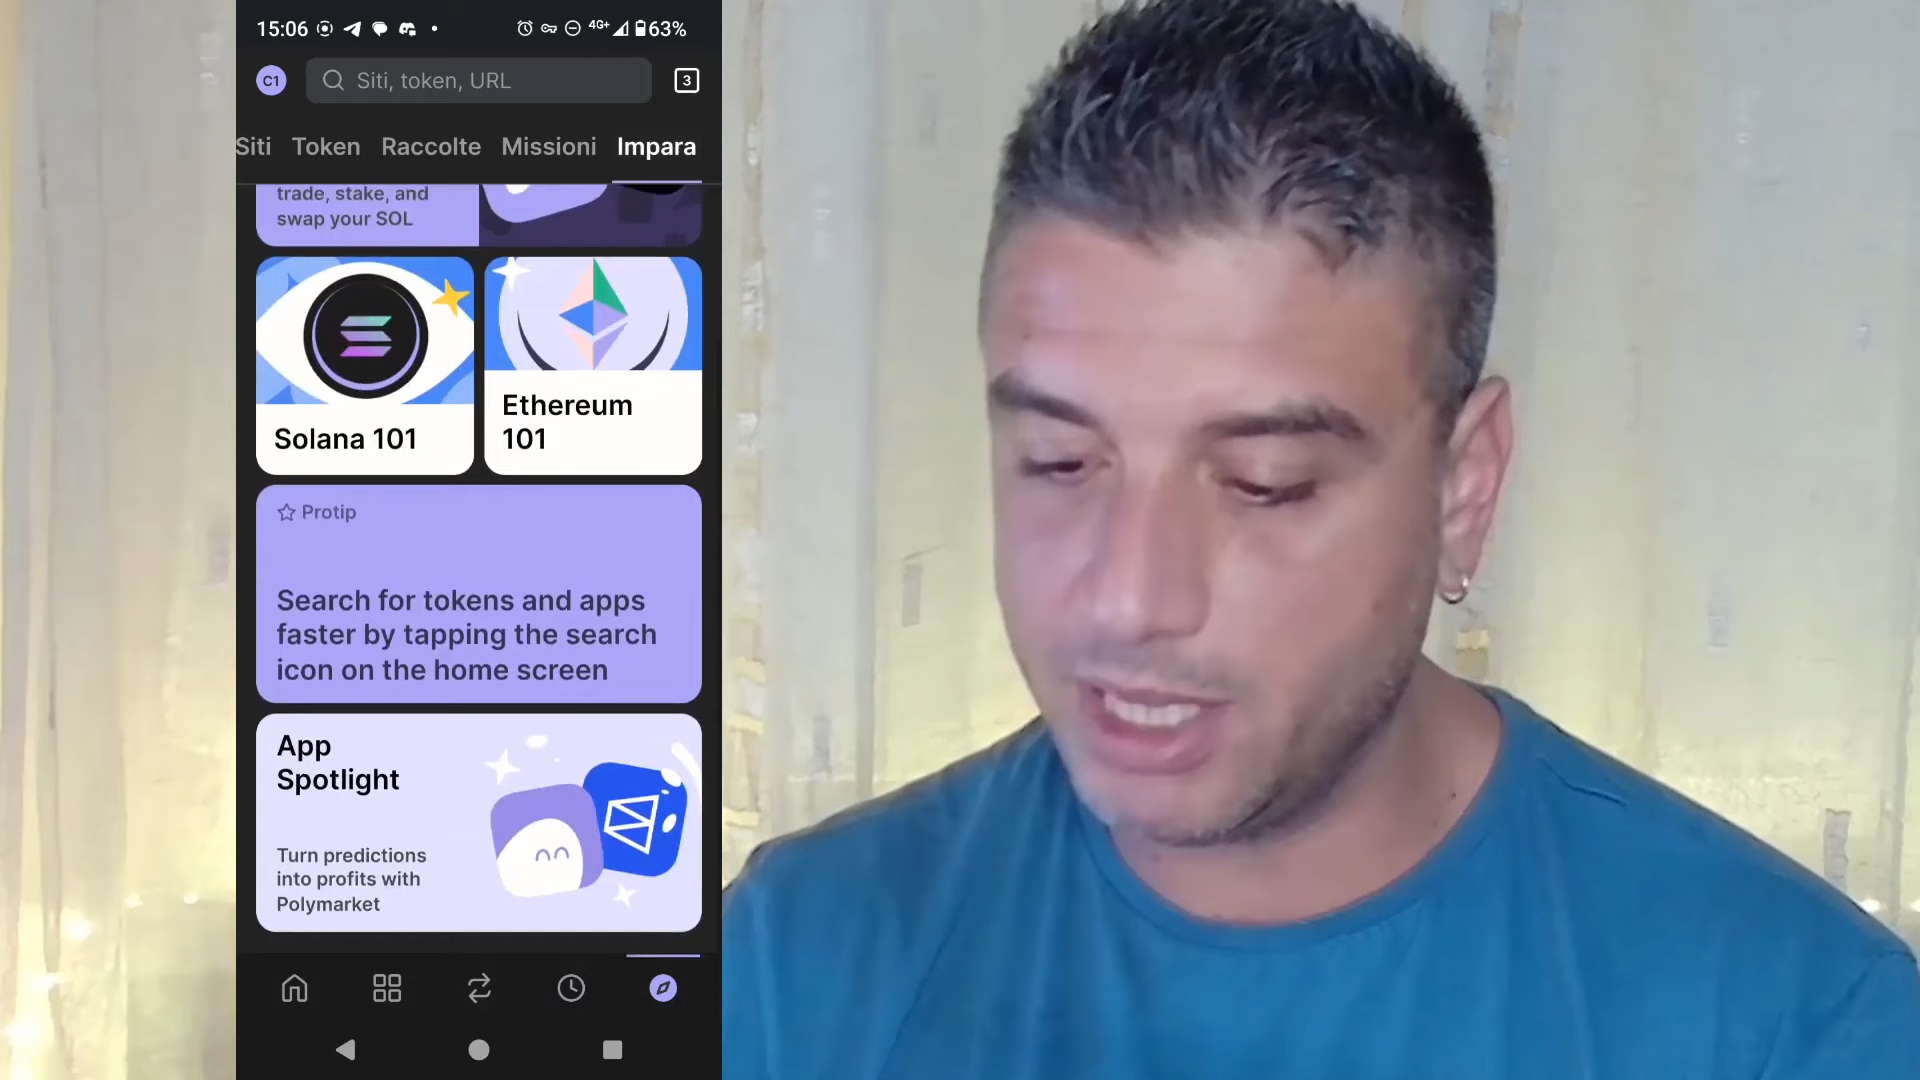 15:06
4G+
63%
C1
Siti, token, URL
3
Siti Token Raccolte Missioni Impara
trade, stake, and
swap your SOL
Solana 101
Ethereum
101
Protip
Search for tokens and apps
faster by tapping the search
icon on the home screen
App
Spotlight
Turn predictions
into profits with
Polymarket